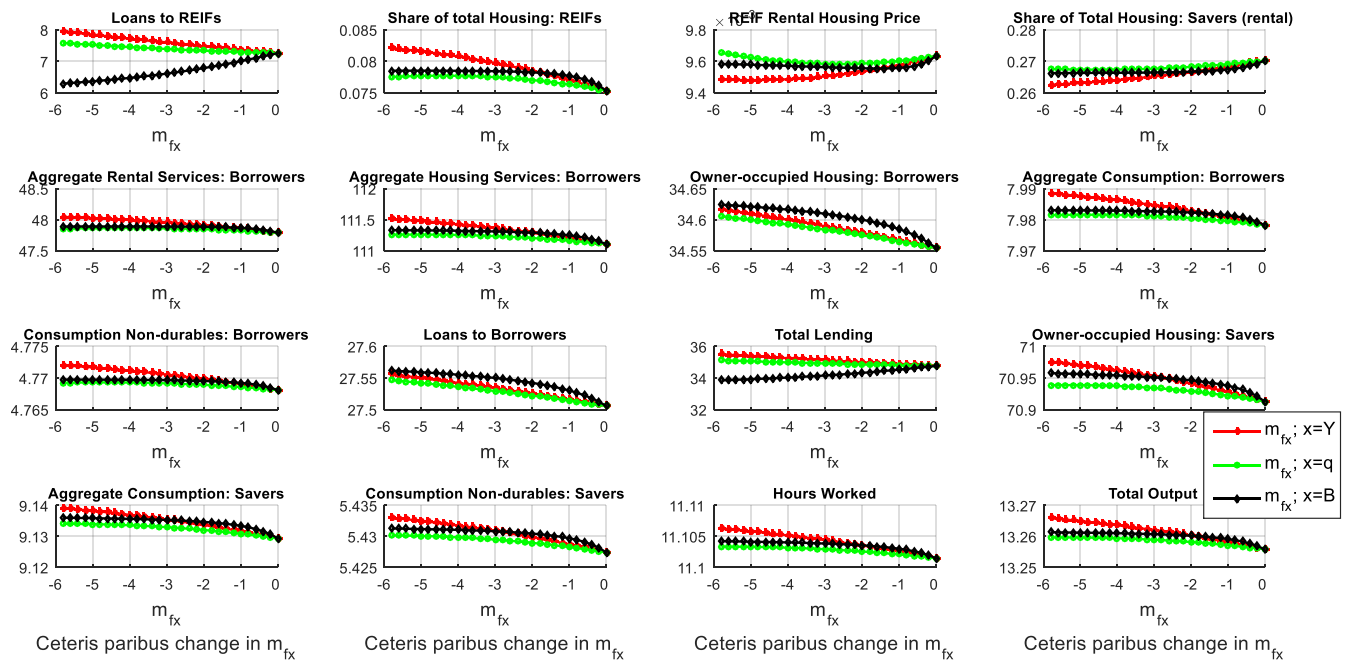 Loans to REIFs
8
7
6
-6 -5 -4 -3 -2 -1 0
m_fx
Share of total Housing: REIFs
0.085
0.08
0.075
-6 -5 -4 -3 -2 -1 0
m_fx
REIF Rental Housing Price
9.8
9.6
9.4
-6 -5 -4 -3 -2 -1 0
m_fx
Share of Total Housing: Savers (rental)
0.28
0.27
0.26
-6 -5 -4 -3 -2 -1 0
m_fx
Aggregate Rental Services: Borrowers
48.5
48
47.5
-6 -5 -4 -3 -2 -1 0
m_fx
Aggregate Housing Services: Borrowers
112
111.5
111
-6 -5 -4 -3 -2 -1 0
m_fx
Owner-occupied Housing: Borrowers
34.65
34.6
34.55
-6 -5 -4 -3 -2 -1 0
m_fx
Aggregate Consumption: Borrowers
7.99
7.98
7.97
-6 -5 -4 -3 -2 -1 0
m_fx
Consumption Non-durables: Borrowers
4.775
4.77
4.765
-6 -5 -4 -3 -2 -1 0
m_fx
Loans to Borrowers
27.6
27.55
27.5
-6 -5 -4 -3 -2 -1 0
m_fx
Total Lending
36
34
32
-6 -5 -4 -3 -2 -1 0
m_fx
Owner-occupied Housing: Savers
71
70.95
70.9
-6 -5 -4 -3 -2
m_fx
m_fx; x=Y
m_fx; x=q
m_fx; x=B
Aggregate Consumption: Savers
9.14
9.13
9.12
-6 -5 -4 -3 -2 -1 0
m_fx
Ceteris paribus change in m_fx
Consumption Non-durables: Savers
5.435
5.43
5.425
-6 -5 -4 -3 -2 -1 0
m_fx
Ceteris paribus change in m_fx
Hours Worked
11.11
11.105
11.1
-6 -5 -4 -3 -2 -1 0
m_fx
Ceteris paribus change in m_fx
Total Output
13.27
13.26
13.25
-6 -5 -4 -3 -2 -1 0
m_fx
Ceteris paribus change in m_fx